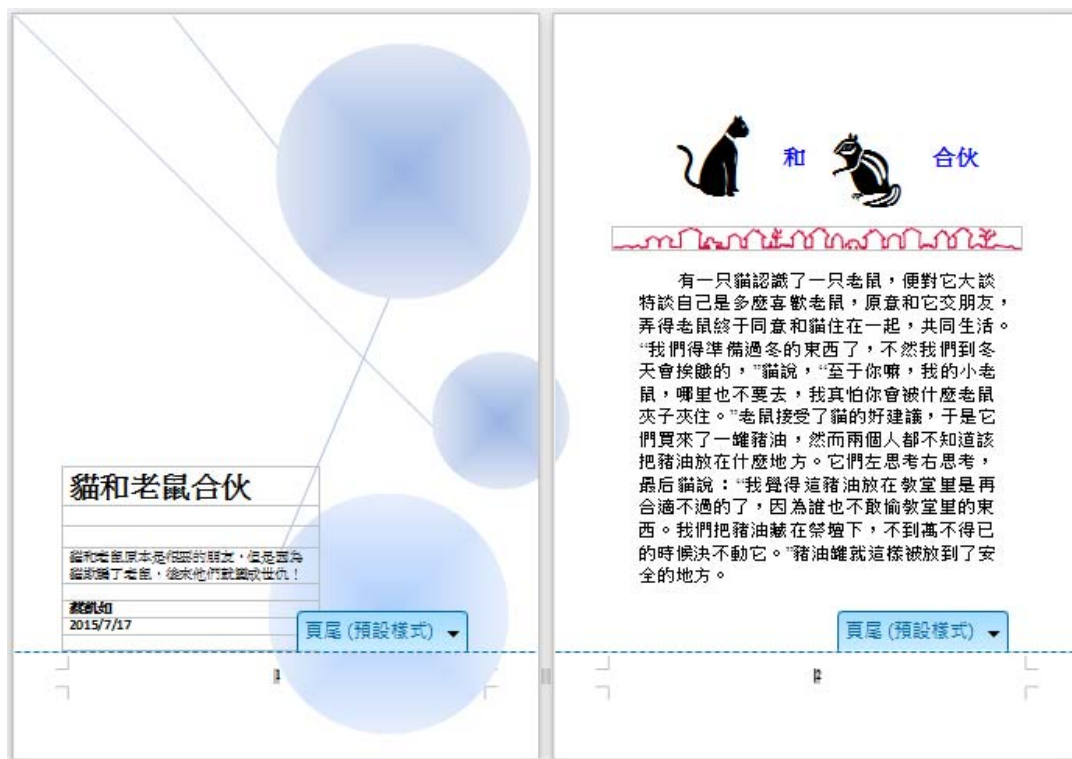 貓和老鼠合伙
貓和老鼠原本是很要的朋友，但是因為
貓欺騙了老鼠，後來他們就變成世仇！
2015/7/17
頁尾 (預設樣式)
1
和 合伙
有一只貓認識了一只老鼠，便對它大談
特談自己是多麼喜歡老鼠，原意和它交朋友，
弄得老鼠終于同意和貓住在一起，共同生活。
“我們得準備過冬的東西了，不然我們到冬
天會挨餓的，”貓說，“至于你嘛，我的小老
鼠，哪里也不要去，我真怕你會被什麼老鼠
夾子夾住。”老鼠接受了貓的好建議，于是它
們買來了一罐豬油，然而兩個人都不知道該
把豬油放在什麼地方。它們左思考右思考，
最后貓說：“我覺得這豬油放在教堂里是再
合適不過的了，因為誰也不敢偷教堂里的東
西。我們把豬油藏在祭壇下，不到萬不得已
的時候決不動它。”豬油罐就這樣被放到了安
全的地方。
頁尾 (預設樣式)
2